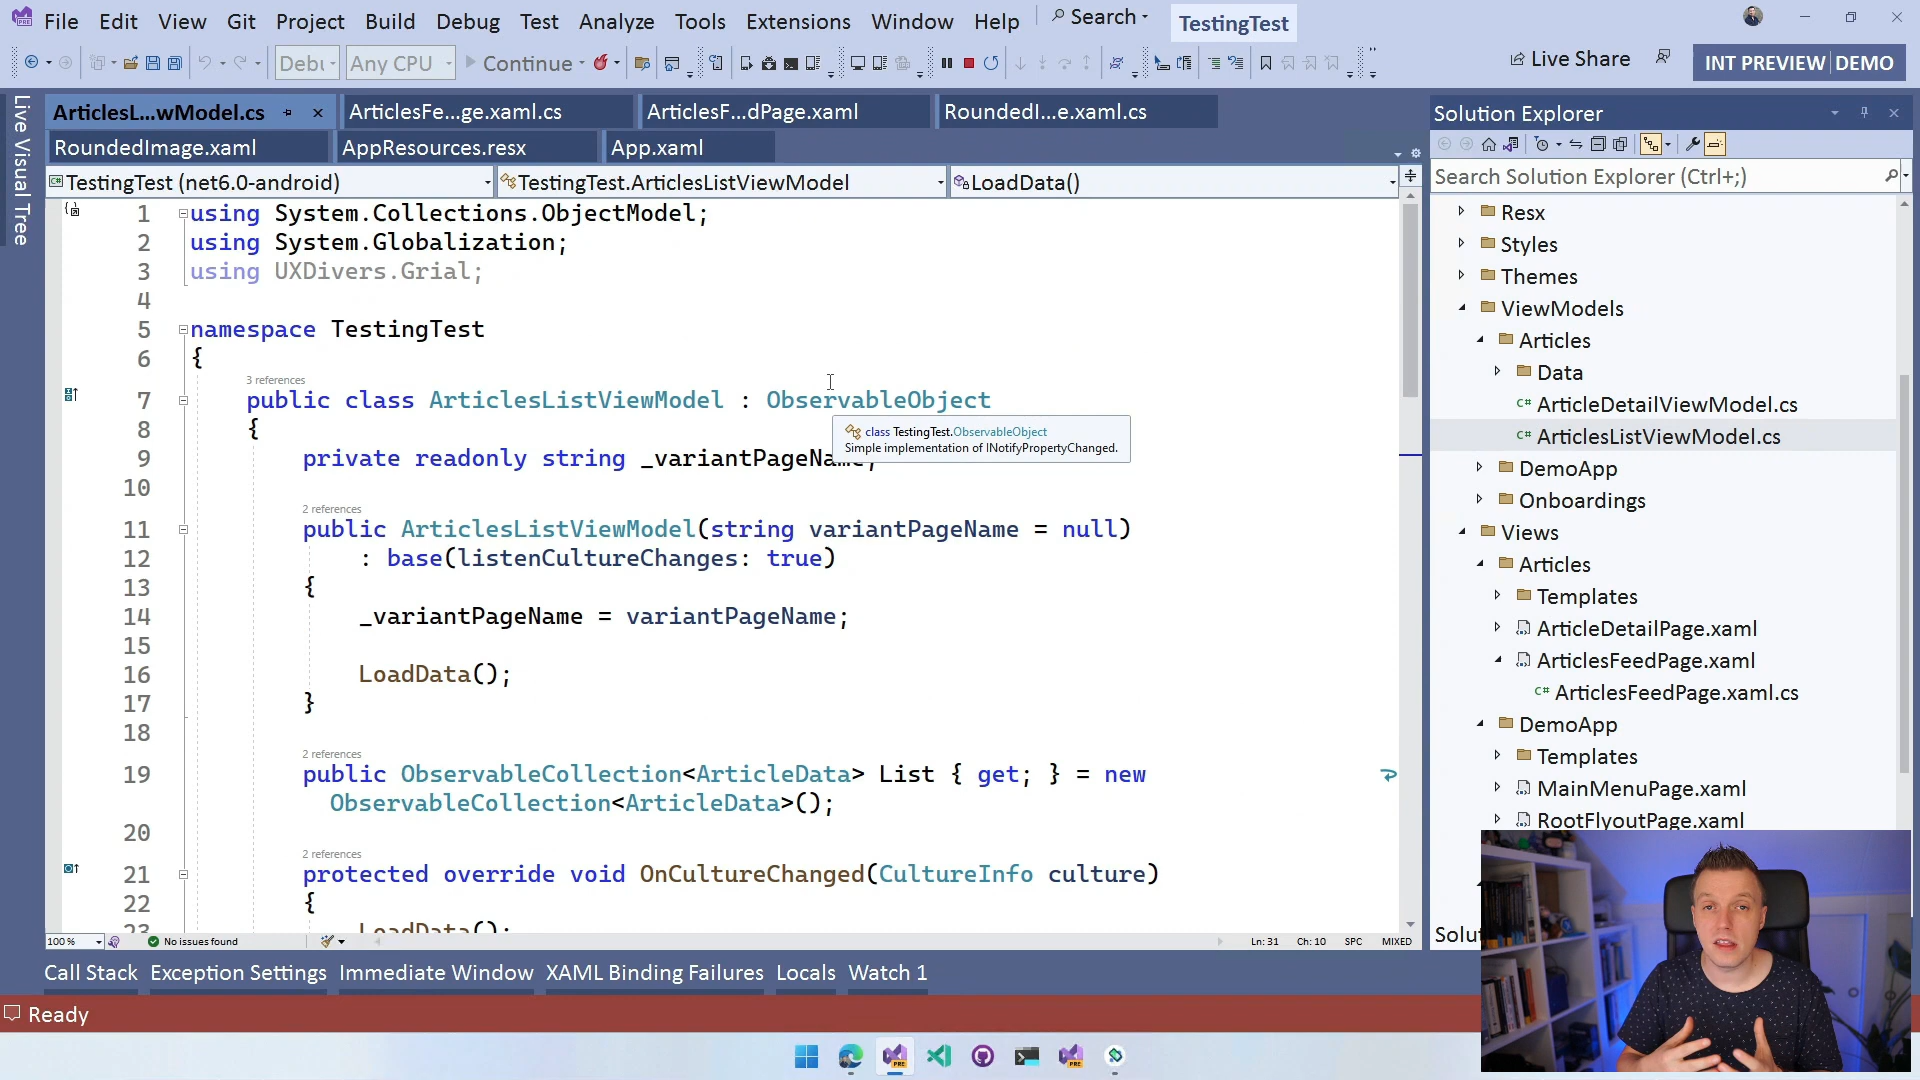 File Edit View Git Project Build Debug Test Analyze Tools Extensions Window Help Search TestingTest
Debu Any CPU Continue Live Share INT PREVIEW DEMO
Live Visual Tree
ArticlesL...wModel.cs ArticlesFe...ge.xaml.cs ArticlesF...dPage.xaml RoundedI...e.xaml.cs
RoundedImage.xaml AppResources.resx App.xaml
TestingTest (net6.0-android) TestingTest.ArticlesListViewModel LoadData()
1 using System.Collections.ObjectModel;
2 using System.Globalization;
3 using UXDivers.Grial;
4
5 namespace TestingTest
6 {
3 references
7 public class ArticlesListViewModel : ObservableObject
8 {
class TestingTest.ObservableObject
Simple implementation of INotifyPropertyChanged.
9 private readonly string _variantPageName;
10
2 references
11 public ArticlesListViewModel(string variantPageName = null)
12 : base(listenCultureChanges: true)
13 {
14 _variantPageName = variantPageName;
15
16 LoadData();
17 }
18
2 references
19 public ObservableCollection<ArticleData> List { get; } = new
ObservableCollection<ArticleData>();
20
2 references
21 protected override void OnCultureChanged(CultureInfo culture)
22 {
23 LoadData();
100 % No issues found Ln: 31 Ch: 10 SPC MIXED
Call Stack Exception Settings Immediate Window XAML Binding Failures Locals Watch 1
Ready
Solution Explorer
Search Solution Explorer (Ctrl+;)
Resx
Styles
Themes
ViewModels
Articles
Data
C# ArticleDetailViewModel.cs
C# ArticlesListViewModel.cs
DemoApp
Onboardings
Views
Articles
Templates
ArticleDetailPage.xaml
ArticlesFeedPage.xaml
C# ArticlesFeedPage.xaml.cs
DemoApp
Templates
MainMenuPage.xaml
RootFlyoutPage.xaml
Solut